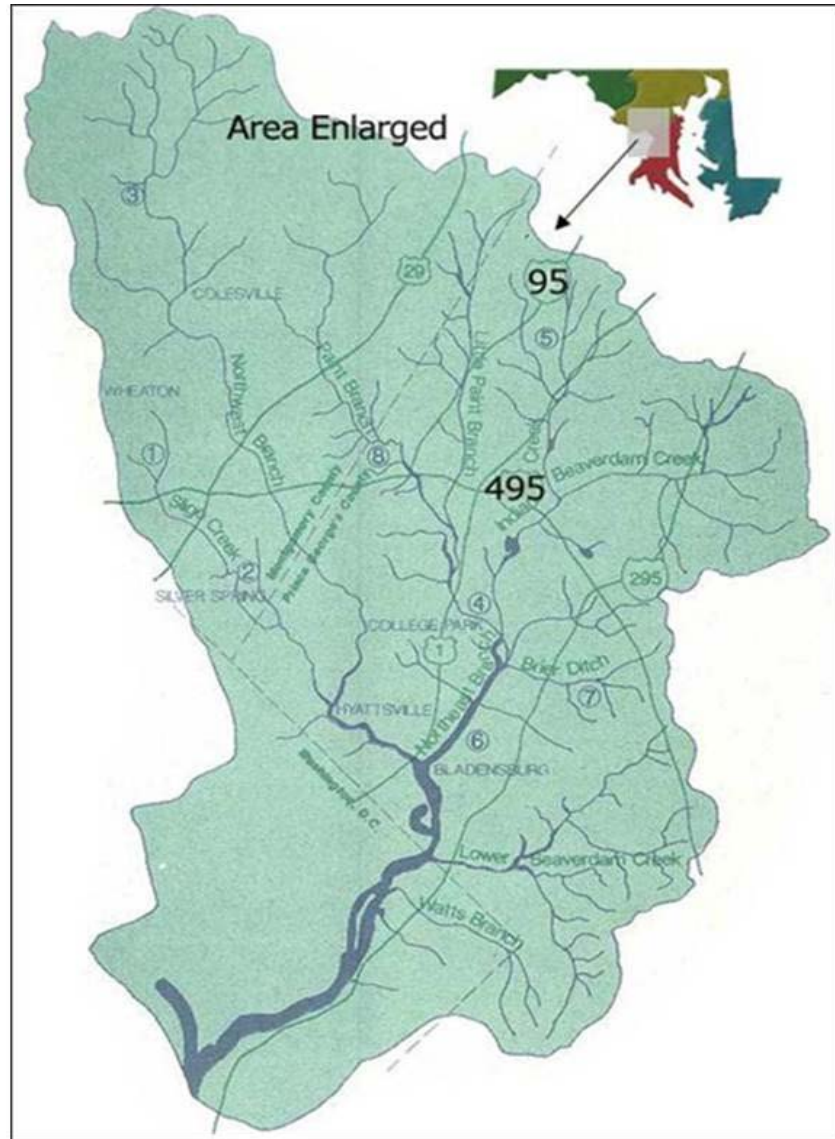 Area Enlarged
29
95
③
COLESVILLE
⑤
Paint Branch
Little Paint Branch
Northwest Branch
WHEATON
①
⑧
495
Indian Creek
Beaverdam Creek
Sligo Creek
Montgomery County
Prince George's County
②
SILVER SPRING
295
④
COLLEGE PARK
1
Northeast Branch
Brier Ditch
⑦
HYATTSVILLE
⑥
BLADENSBURG
Washington, D.C.
Lower Beaverdam Creek
Watts Branch